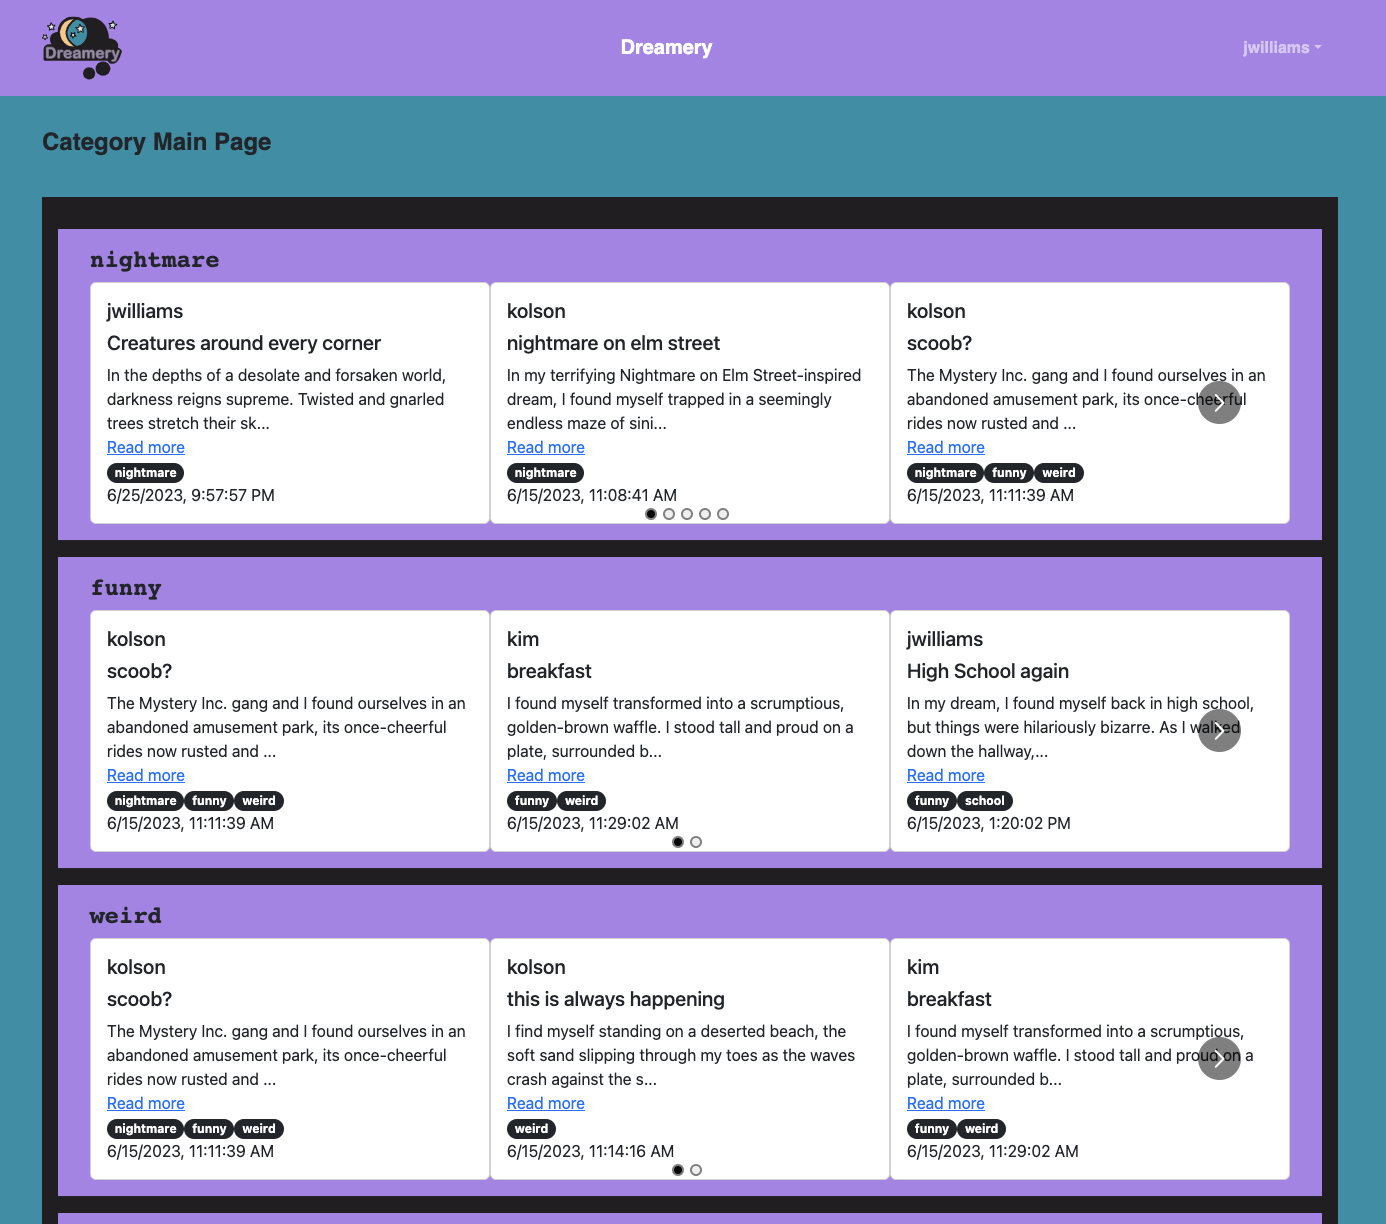 Dreamery
Dreamery
jwilliams
Category Main Page
nightmare
jwilliams
Creatures around every corner
In the depths of a desolate and forsaken world,
darkness reigns supreme. Twisted and gnarled
trees stretch their sk...
Read more
nightmare
6/25/2023, 9:57:57 PM
kolson
nightmare on elm street
In my terrifying Nightmare on Elm Street-inspired
dream, I found myself trapped in a seemingly
endless maze of sini...
Read more
nightmare
6/15/2023, 11:08:41 AM
kolson
scoob?
The Mystery Inc. gang and I found ourselves in an
abandoned amusement park, its once-cheerful
rides now rusted and ...
Read more
nightmare funny weird
6/15/2023, 11:11:39 AM
funny
kolson
scoob?
The Mystery Inc. gang and I found ourselves in an
abandoned amusement park, its once-cheerful
rides now rusted and ...
Read more
nightmare funny weird
6/15/2023, 11:11:39 AM
kim
breakfast
I found myself transformed into a scrumptious,
golden-brown waffle. I stood tall and proud on a
plate, surrounded b...
Read more
funny weird
6/15/2023, 11:29:02 AM
jwilliams
High School again
In my dream, I found myself back in high school,
but things were hilariously bizarre. As I walked
down the hallway,...
Read more
funny school
6/15/2023, 1:20:02 PM
weird
kolson
scoob?
The Mystery Inc. gang and I found ourselves in an
abandoned amusement park, its once-cheerful
rides now rusted and ...
Read more
nightmare funny weird
6/15/2023, 11:11:39 AM
kolson
this is always happening
I find myself standing on a deserted beach, the
soft sand slipping through my toes as the waves
crash against the s...
Read more
weird
6/15/2023, 11:14:16 AM
kim
breakfast
I found myself transformed into a scrumptious,
golden-brown waffle. I stood tall and proud on a
plate, surrounded b...
Read more
funny weird
6/15/2023, 11:29:02 AM